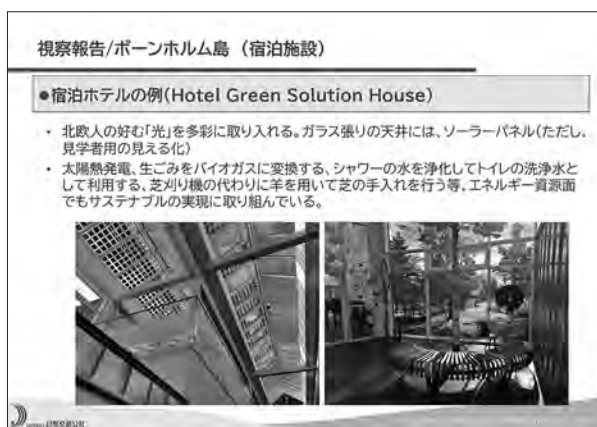 視察報告/ボーンホルム島 （宿泊施設）
●宿泊ホテルの例(Hotel Green Solution House)
・ 北欧人の好む「光」を多彩に取り入れる。ガラス張りの天井には、ソーラーパネル(ただし、
見学者用の見える化)
・ 太陽熱発電、生ごみをバイオガスに変換する、シャワーの水を浄化してトイレの洗浄水と
して利用する、芝刈り機の代わりに羊を用いて芝の手入れを行う等、エネルギー資源面
でもサステナブルの実現に取り組んでいる。